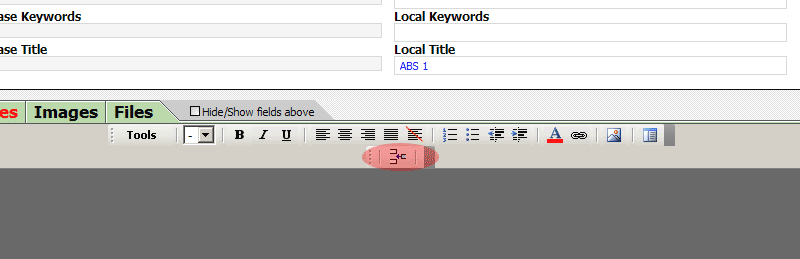 ase Keywords
Local Keywords
ase Title
Local Title
ABS 1
es
Images
Files
Hide/Show fields above
Tools
-
B
I
U
A